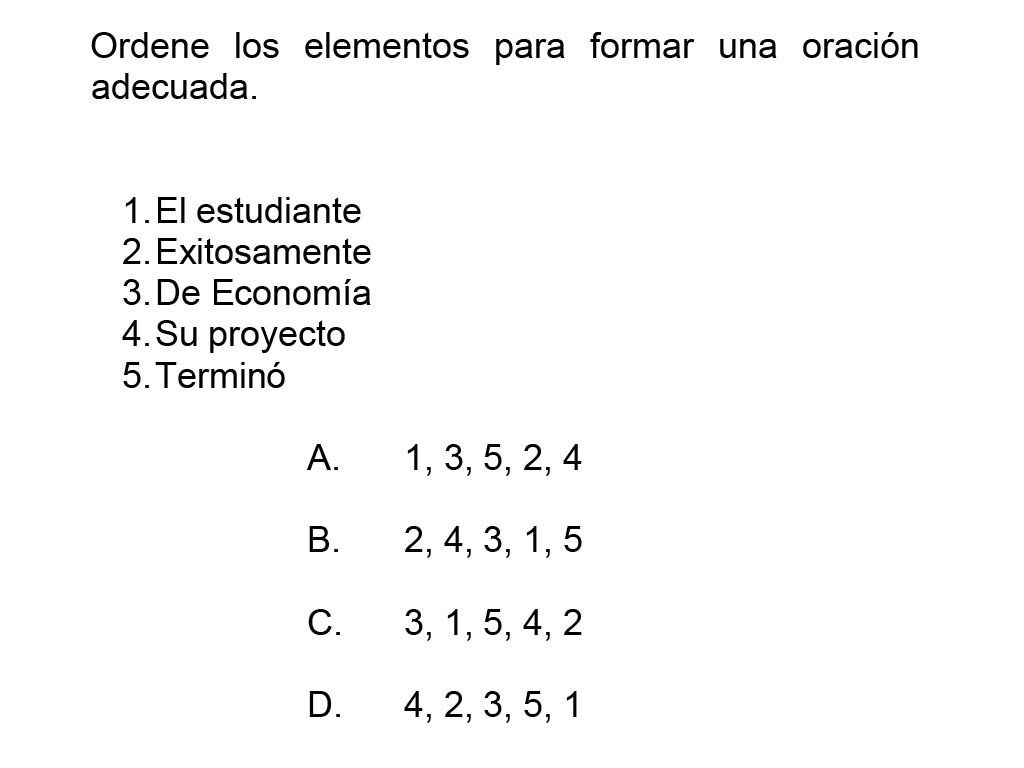 Ordene los elementos para formar una oración
adecuada.
1. El estudiante
2. Exitosamente
3. De Economía
4. Su proyecto
5. Terminó
A. 1, 3, 5, 2, 4
B. 2, 4, 3, 1, 5
C. 3, 1, 5, 4, 2
D. 4, 2, 3, 5, 1